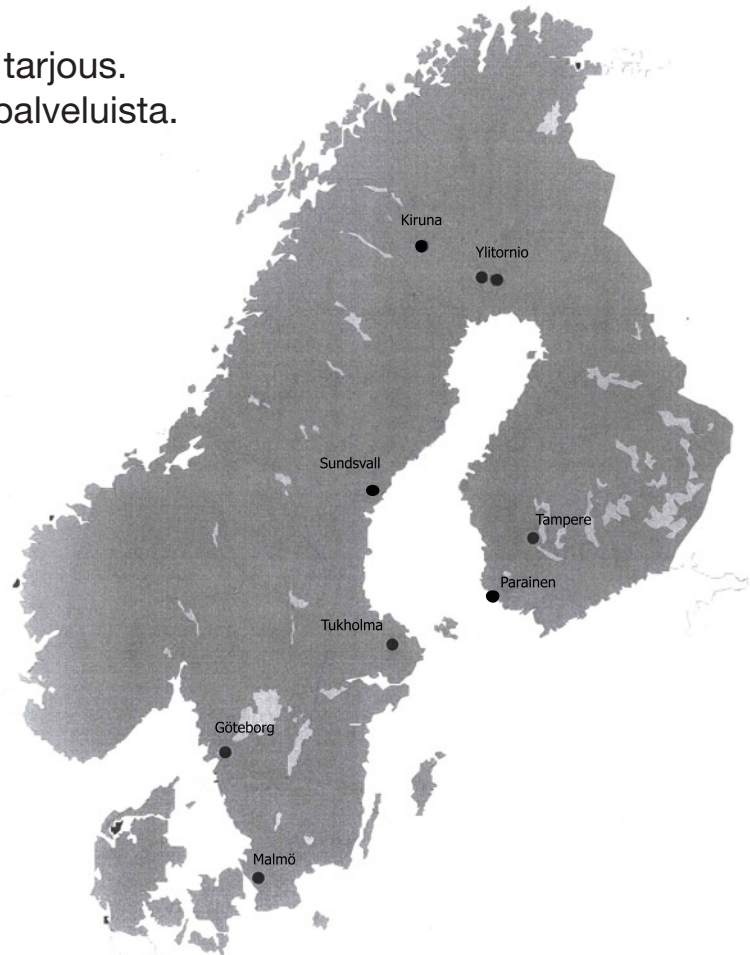 tarjous.
palveluista.
Kiruna
Ylitornio
Sundsvall
Tampere
Parainen
Tukholma
Göteborg
Malmö